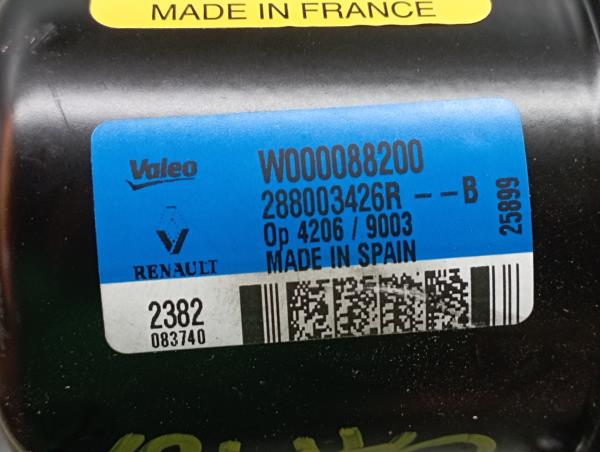 MADE IN FRANCE
Valeo
W000088200
288003426R -- B
Op 4206 / 9003
MADE IN SPAIN
25899
RENAULT
2382
083740